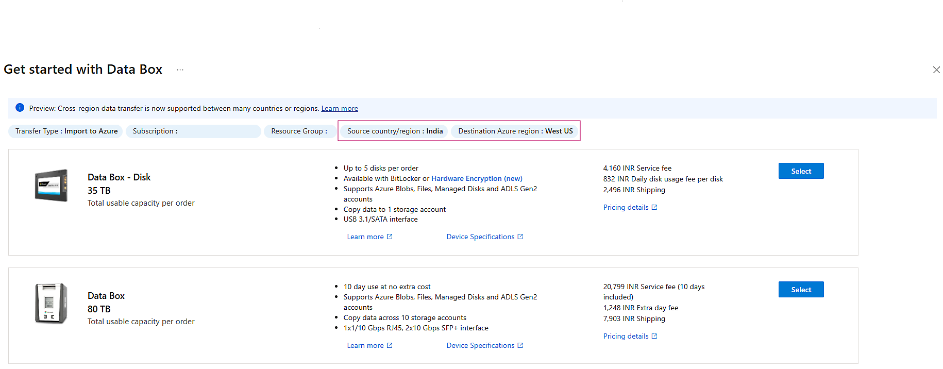 Get started with Data Box ...
Preview: Cross-region data transfer is now supported between many countries or regions. Learn more
Transfer Type : Import to Azure Subscription : Resource Group : Source country/region : India Destination Azure region : West US
Data Box - Disk
35 TB
Total usable capacity per order
Up to 5 disks per order
Available with BitLocker or Hardware Encryption (new)
Supports Azure Blobs, Files, Managed Disks and ADLS Gen2
accounts
Copy data to 1 storage account
USB 3.1/SATA interface
Learn more Device Specifications
4,160 INR Service fee
832 INR Daily disk usage fee per disk
2,496 INR Shipping
Pricing details
Select
Data Box
80 TB
Total usable capacity per order
10 day use at no extra cost
Supports Azure Blobs, Files, Managed Disks and ADLS Gen2
accounts
Copy data across 10 storage accounts
1x1/10 Gbps RJ45, 2x10 Gbps SFP+ interface
Learn more Device Specifications
20,799 INR Service fee (10 days
included)
1,248 INR Extra day fee
7,903 INR Shipping
Pricing details
Select